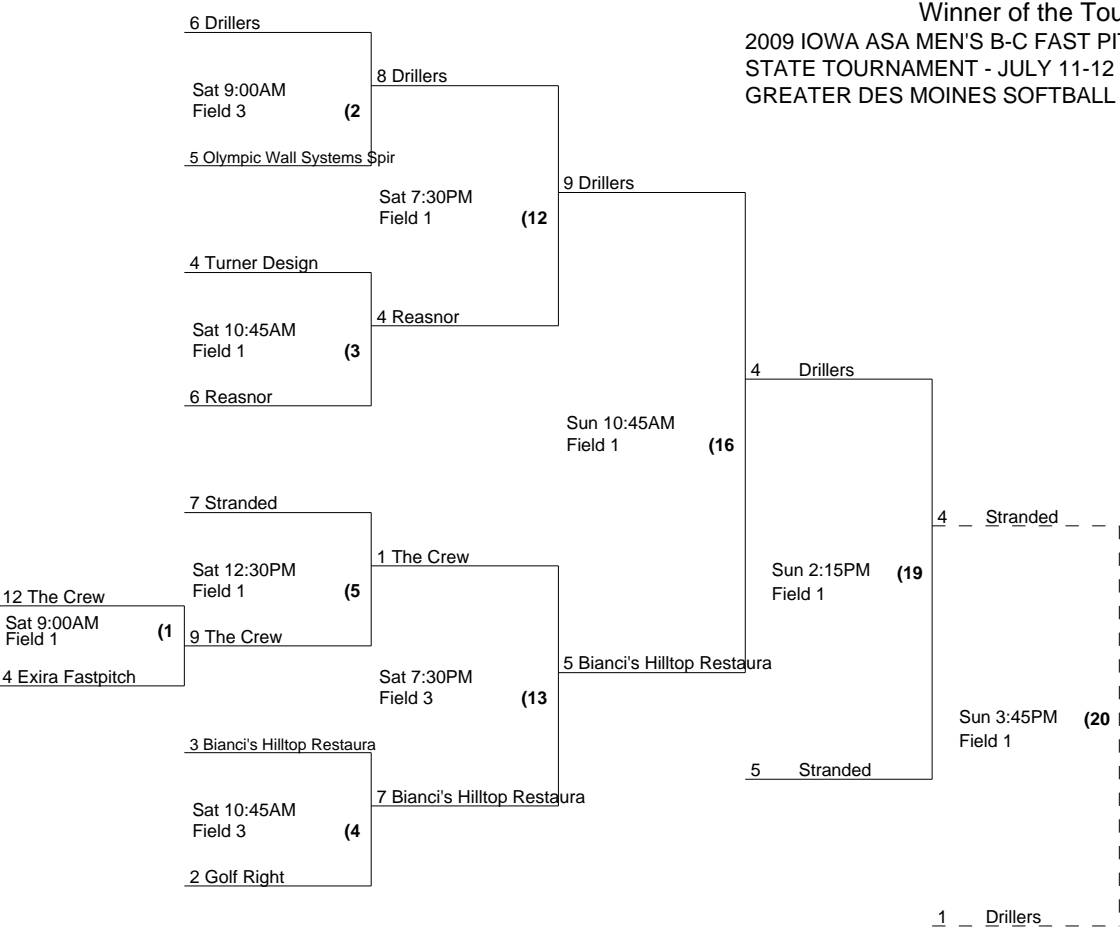 Winner of the Tou
2009 IOWA ASA MEN'S B-C FAST PI
STATE TOURNAMENT - JULY 11-12
GREATER DES MOINES SOFTBALL
6 Drillers
8 Drillers
Sat 9:00AM
Field 3 (2
5 Olympic Wall Systems Spir
9 Drillers
Sat 7:30PM
Field 1 (12
4 Turner Design
4 Reasnor
Sat 10:45AM
Field 1 (3
6 Reasnor
4 Drillers
Sun 10:45AM
Field 1 (16
7 Stranded
4 Stranded
1 The Crew
Sat 12:30PM
Field 1 (5
Sun 2:15PM (19
Field 1
12 The Crew
Sat 9:00AM
Field 1 (1
9 The Crew
4 Exira Fastpitch
5 Bianci's Hilltop Restaura
Sat 7:30PM
Field 3 (13
Sun 3:45PM (20
Field 1
3 Bianci's Hilltop Restaura
5 Stranded
7 Bianci's Hilltop Restaura
Sat 10:45AM
Field 3 (4
2 Golf Right
1 Drillers